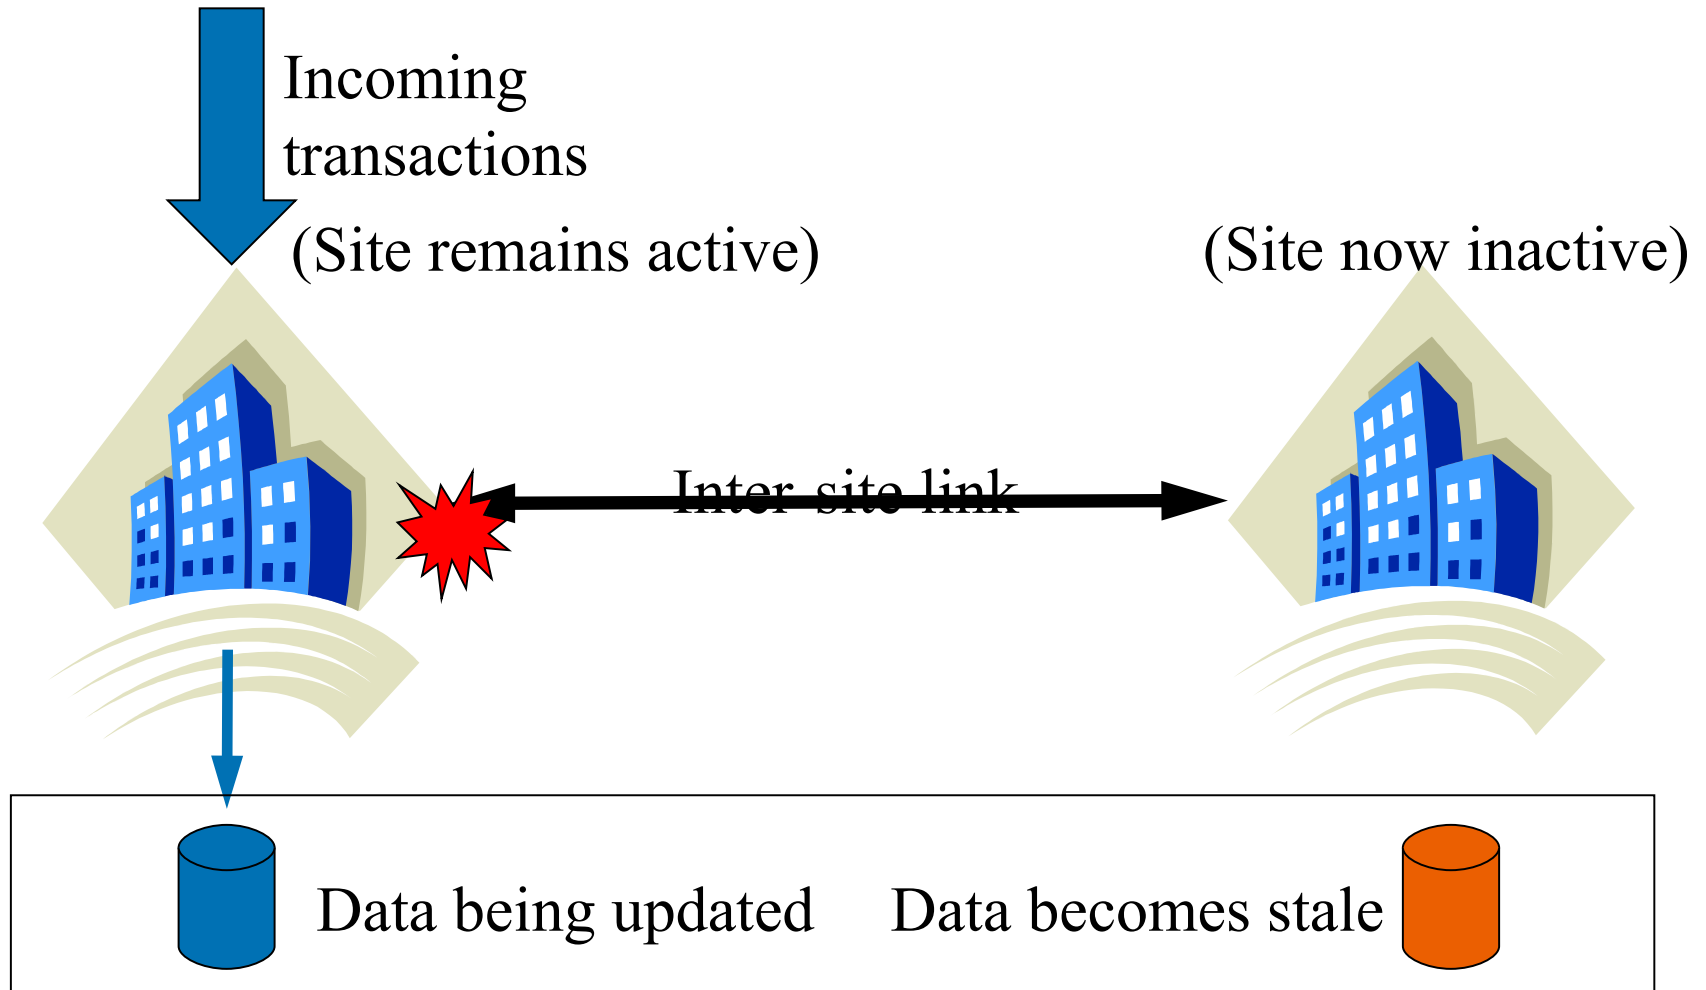 Incoming
transactions
(Site remains active)
(Site now inactive)
Inter-site link
Data being updated
Data becomes stale